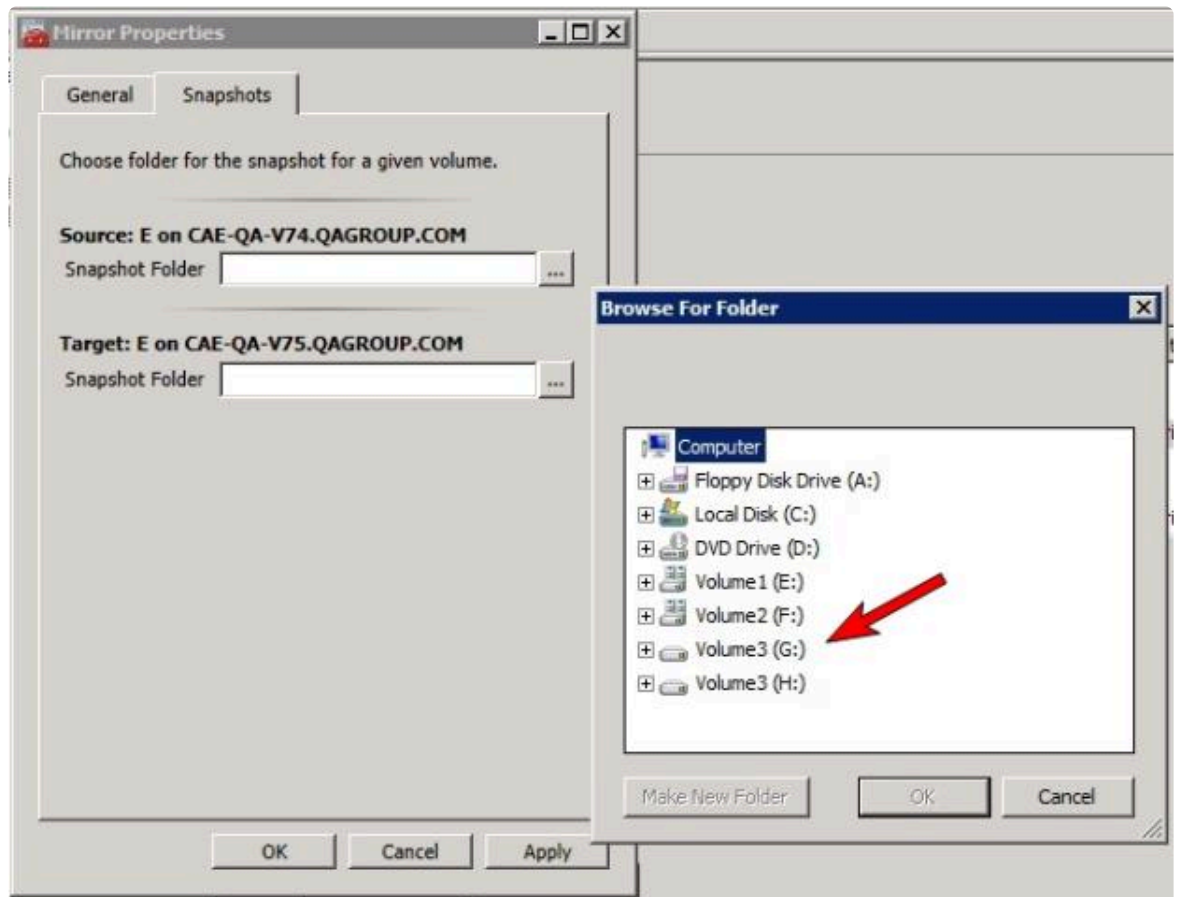 Mirror Properties
General Snapshots
Choose folder for the snapshot for a given volume.
Source: E on CAE-QA-V74.QAGROUP.COM
Snapshot Folder ...
Target: E on CAE-QA-V75.QAGROUP.COM
Snapshot Folder ...
OK Cancel Apply
Browse For Folder
Computer
Floppy Disk Drive (A:)
Local Disk (C:)
DVD Drive (D:)
Volume1 (E:)
Volume2 (F:)
Volume3 (G:)
Volume3 (H:)
Make New Folder OK Cancel